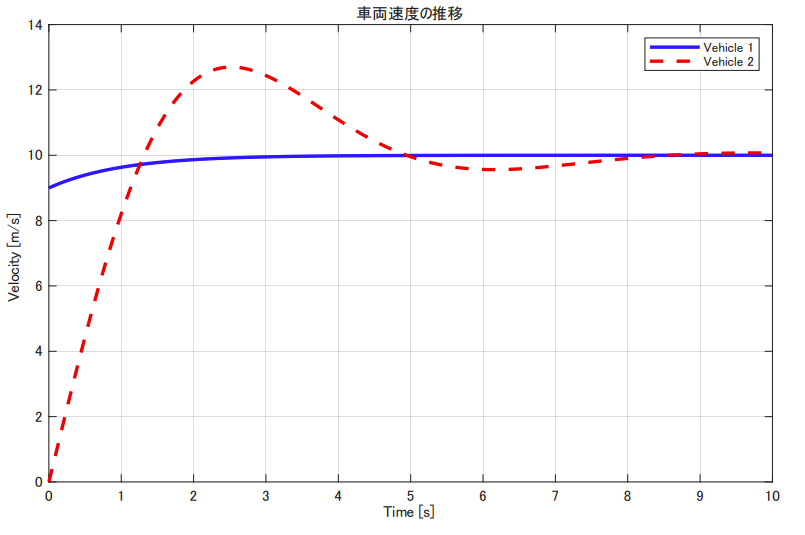 車両速度の推移
Vehicle 1
Vehicle 2
14
12
10
8
6
4
2
0
Velocity [m/s]
0 1 2 3 4 5 6 7 8 9 10
Time [s]